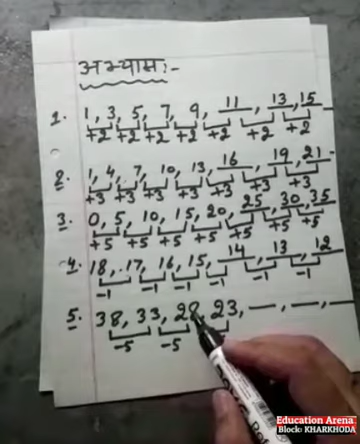 अभ्यास:-
1. 1, 3, 5, 7, 9, 11, 13, 15
+2 +2 +2 +2 +2 +2 +2
2. 1, 4, 7, 10, 13, 16, 19, 21
+3 +3 +3 +3 +3 +3 +3
3. 0, 5, 10, 15, 20, 25, 30, 35
+5 +5 +5 +5 +5 +5 +5
4. 18, 17, 16, 15, 14, 13, 12
-1 -1 -1 -1 -1 -1
5. 38, 33, 28, 23, __, __, __
-5 -5
Education Arena
Block: KHARKHODA